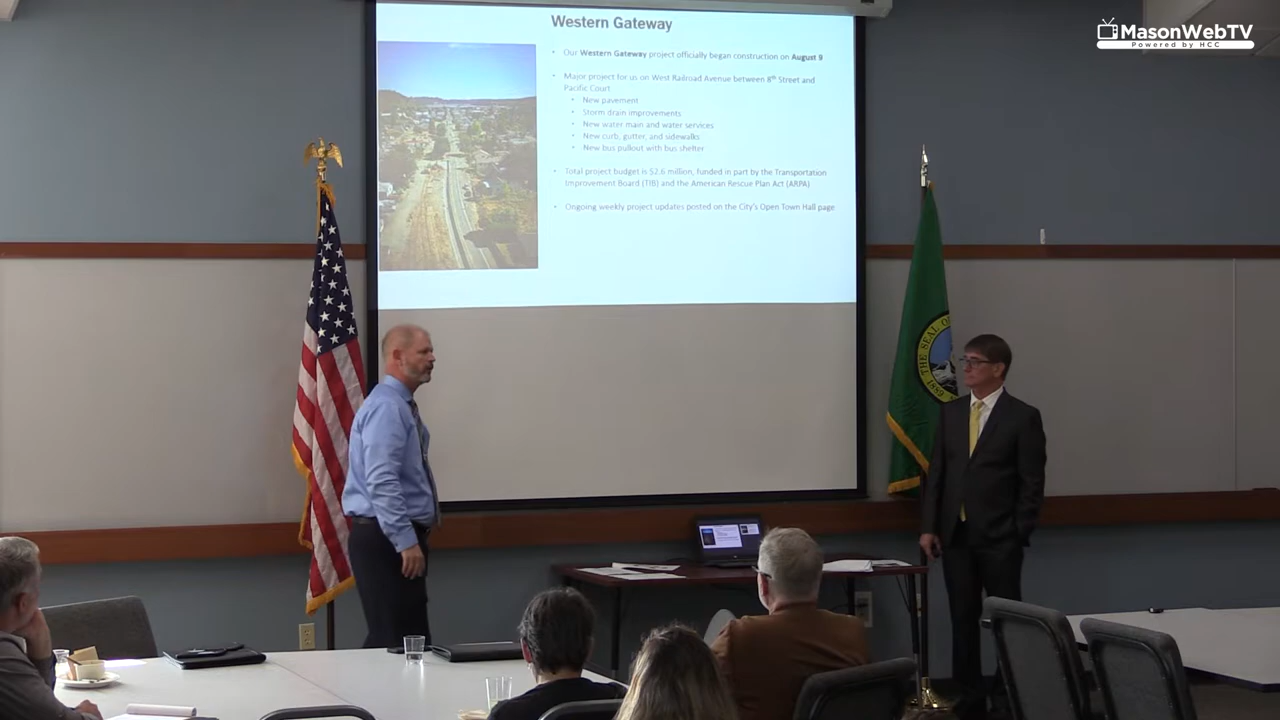 Western Gateway
MasonWebTV
Powered by HCC
• Our Western Gateway project officially began construction on August 9
• Major project for us on West Railroad Avenue between 8th Street and
Pacific Court
• New pavement
• Storm drain improvements
• New water main and water services
• New curb, gutter, and sidewalks
• New bus pullout with bus shelter
• Total project budget is $2.6 million, funded in part by the Transportation
Improvement Board (TIB) and the American Rescue Plan Act (ARPA)
• Ongoing weekly project updates posted on the City's Open Town Hall page
THE SEAL O
1889